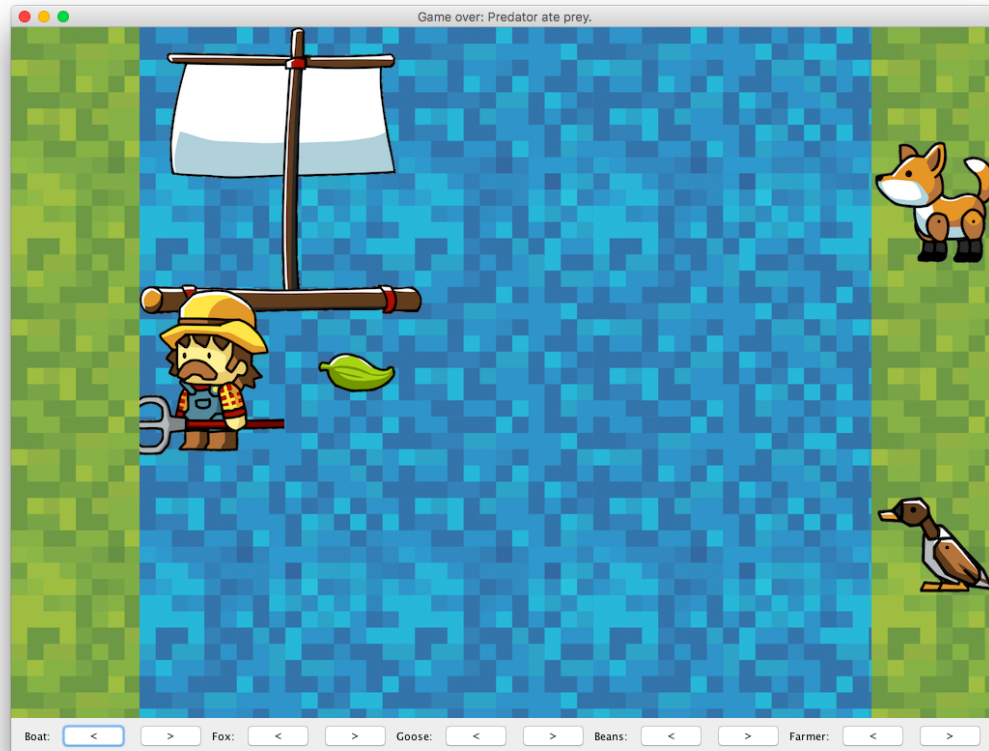 Game over: Predator ate prey.
Boat: < > Fox: < > Goose: < > Beans: < > Farmer: < >